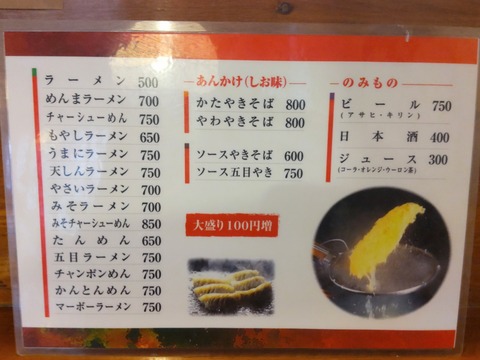 ラーメン 500
めんまラーメン 700
チャーシューめん 750
もやしラーメン 650
うまにラーメン 750
天しんラーメン 750
やさいラーメン 700
みそラーメン 700
みそチャーシューめん 850
たんめん 650
五目ラーメン 750
チャンポンめん 750
かんとんめん 750
マーボーラーメン 750
あんかけ(しお味)
かたやきそば 800
やわやきそば 800
ソースやきそば 600
ソース五目やき 750
大盛り100円増
のみもの
ビール 750
(アサヒ・キリン)
日本酒 400
ジュース 300
(コーラ・オレンジ・ウーロン茶)